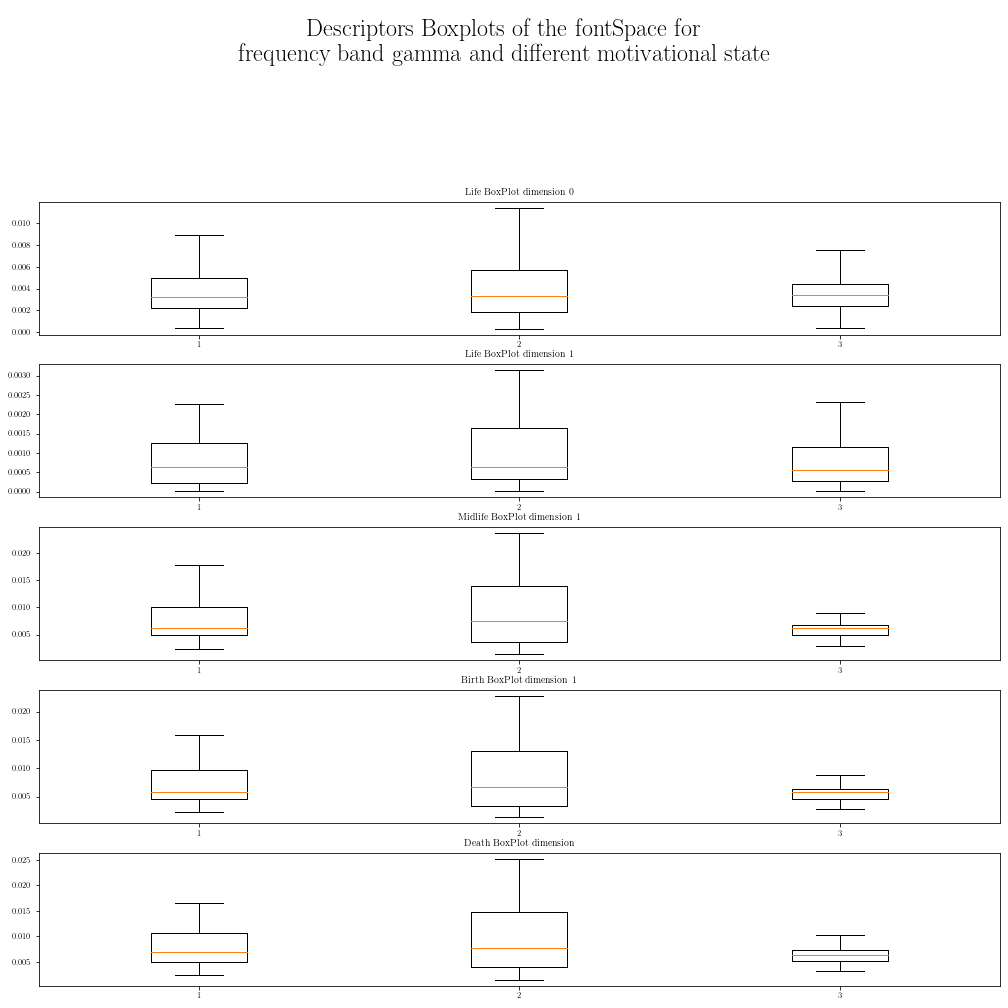 Descriptors Boxplots of the fontSpace for
frequency band gamma and different motivational state
Life BoxPlot dimension 0
0.010
0.008
0.006
0.004
0.002
0.000
1 2 3
Life BoxPlot dimension 1
0.0030
0.0025
0.0020
0.0015
0.0010
0.0005
0.0000
1 2 3
Midlife BoxPlot dimension 1
0.020
0.015
0.010
0.005
1 2 3
Birth BoxPlot dimension 1
0.020
0.015
0.010
0.005
1 2 3
Death BoxPlot dimension
0.025
0.020
0.015
0.010
0.005
1 2 3